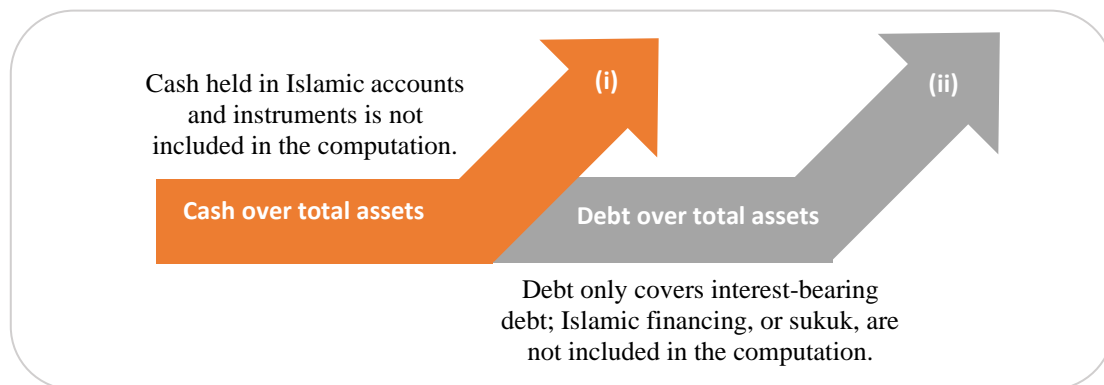 Cash held in Islamic accounts
and instruments is not
included in the computation.
(i)
Cash over total assets
(ii)
Debt over total assets
Debt only covers interest-bearing
debt; Islamic financing, or sukuk, are
not included in the computation.